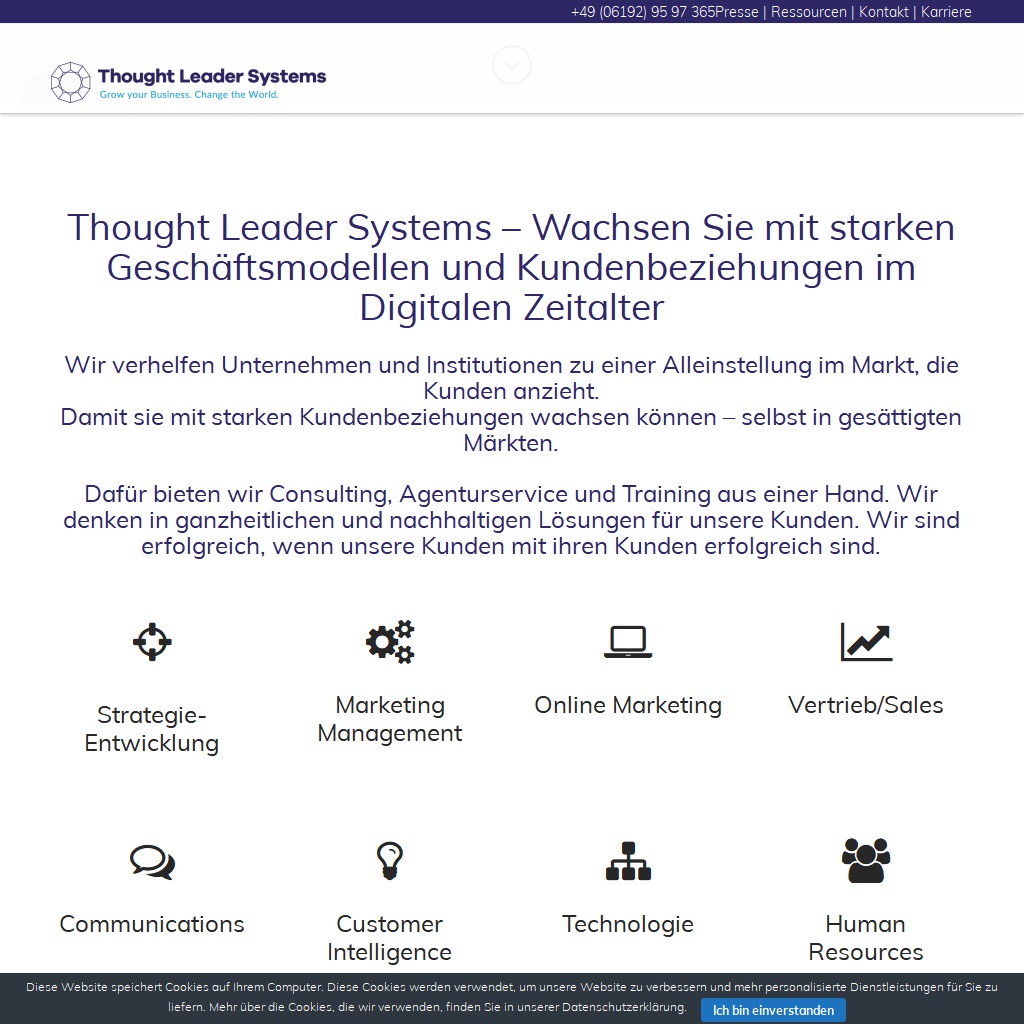 +49 (06192) 95 97 365Presse | Ressourcen | Kontakt | Karriere
Thought Leader Systems
Grow your Business. Change the World.
Thought Leader Systems – Wachsen Sie mit starken
Geschäftsmodellen und Kundenbeziehungen im
Digitalen Zeitalter
Wir verhelfen Unternehmen und Institutionen zu einer Alleinstellung im Markt, die
Kunden anzieht.
Damit sie mit starken Kundenbeziehungen wachsen können – selbst in gesättigten
Märkten.
Dafür bieten wir Consulting, Agenturservice und Training aus einer Hand. Wir
denken in ganzheitlichen und nachhaltigen Lösungen für unsere Kunden. Wir sind
erfolgreich, wenn unsere Kunden mit ihren Kunden erfolgreich sind.
Strategie-
Entwicklung
Marketing
Management
Online Marketing
Vertrieb/Sales
Communications
Customer
Intelligence
Technologie
Human
Resources
Diese Website speichert Cookies auf Ihrem Computer. Diese Cookies werden verwendet, um unsere Website zu verbessern und mehr personalisierte Dienstleistungen für Sie zu
liefern. Mehr über die Cookies, die wir verwenden, finden Sie in unserer Datenschutzerklärung.
Ich bin einverstanden